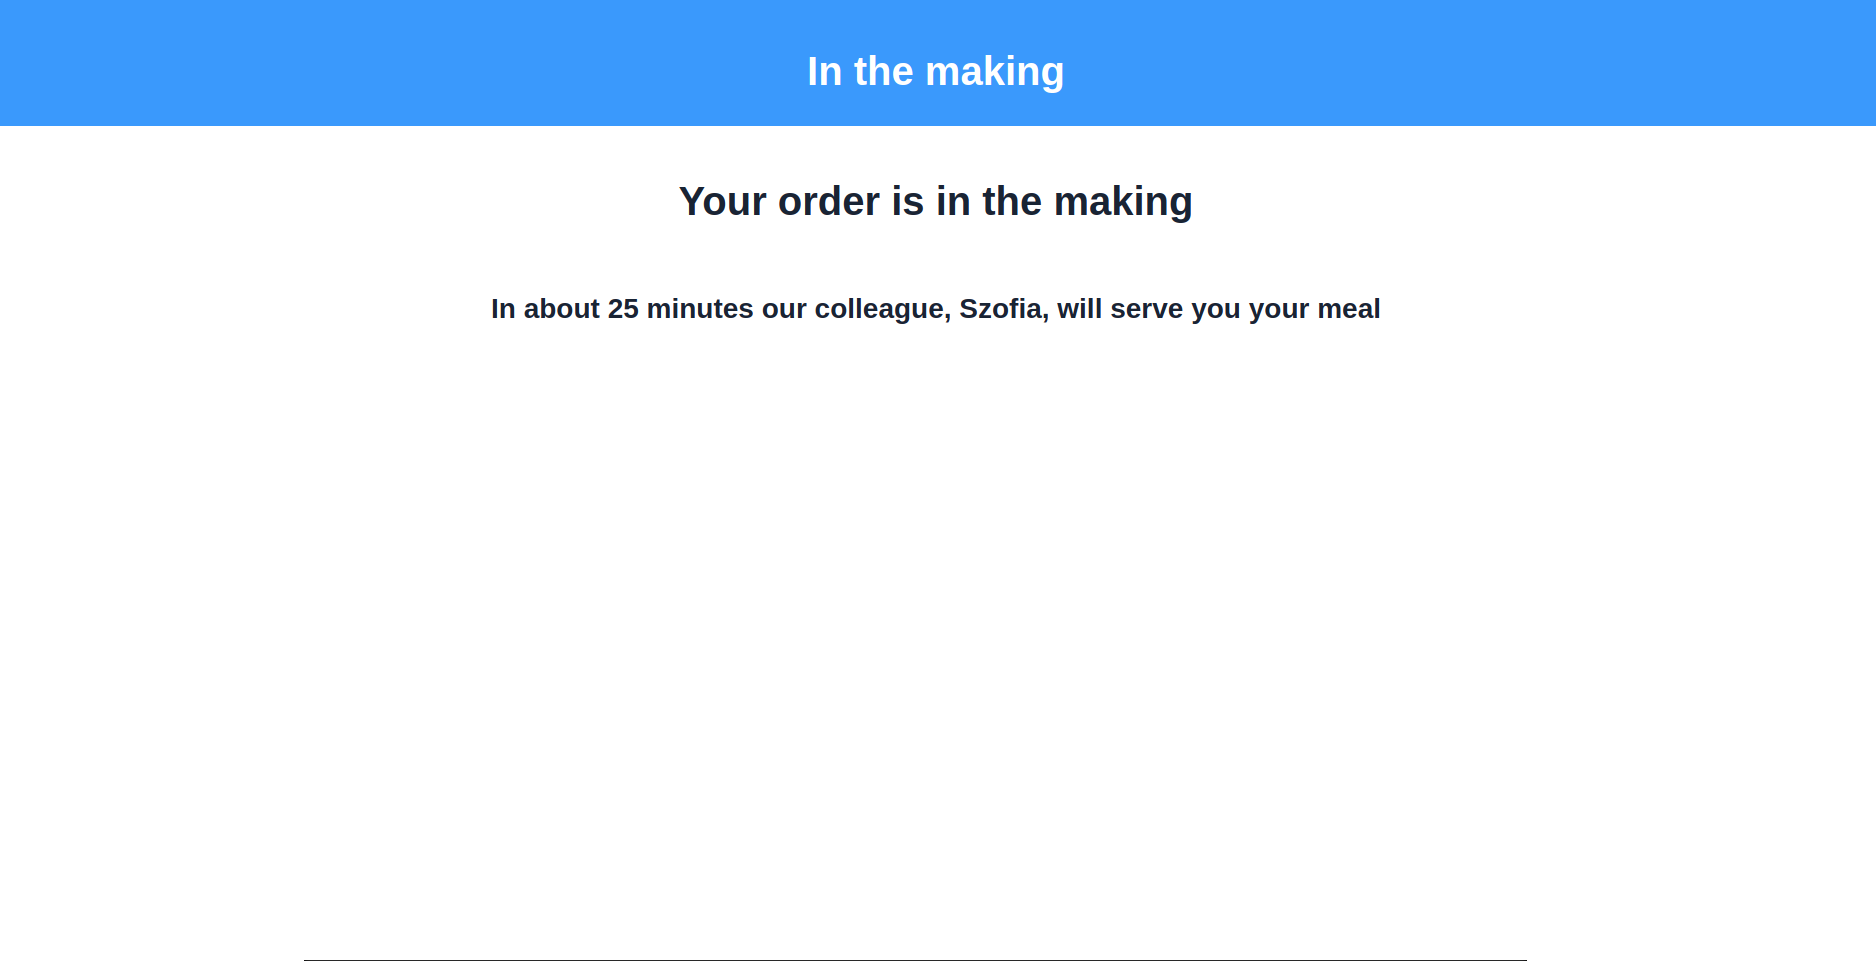 In the making
Your order is in the making
In about 25 minutes our colleague, Szofia, will serve you your meal